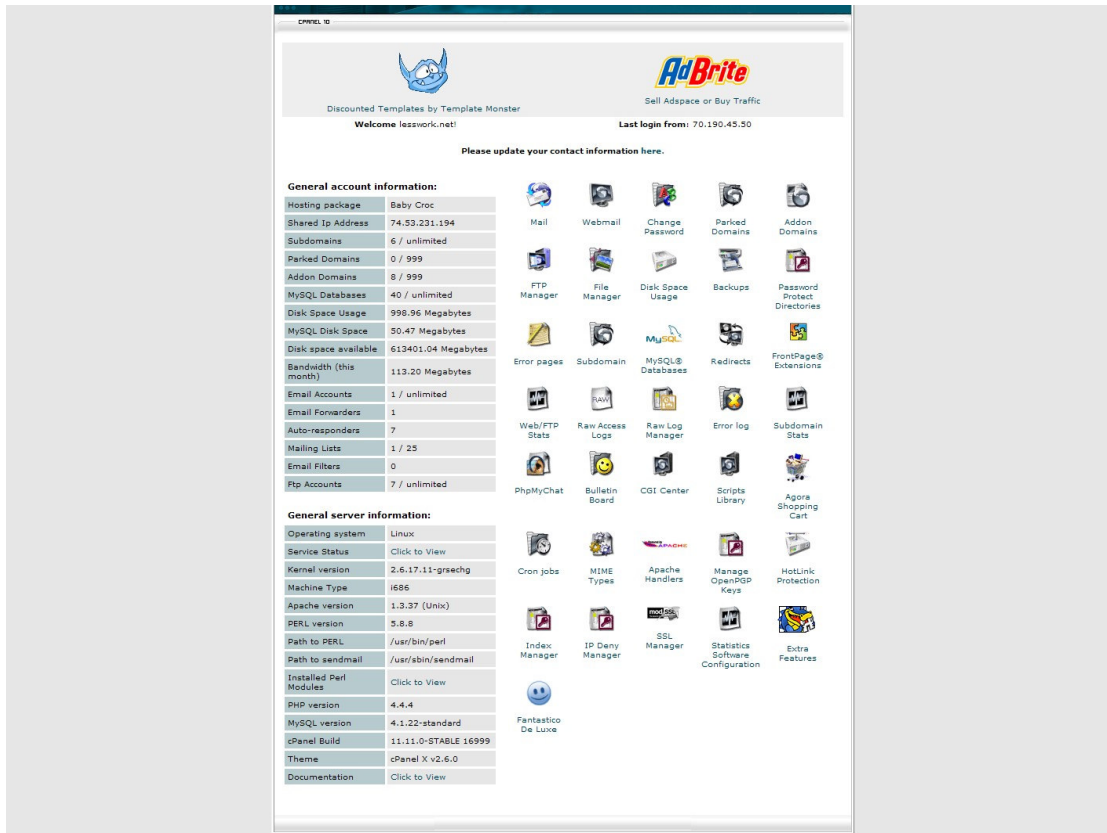 CPANEL 10
AdBrite
Discounted Templates by Template Monster
Sell Adspace or Buy Traffic
Welcome lesswork.net!
Last login from: 70.190.45.50
Please update your contact information here.
General account information:
Hosting package Baby Croc
Shared Ip Address 74.53.231.194
Subdomains 6 / unlimited
Parked Domains 0 / 999
Addon Domains 8 / 999
MySQL Databases 40 / unlimited
Disk Space Usage 998.96 Megabytes
MySQL Disk Space 50.47 Megabytes
Disk space available 613401.04 Megabytes
Bandwidth (this
month) 113.20 Megabytes
Email Accounts 1 / unlimited
Email Forwarders 1
Auto-responders 7
Mailing Lists 1 / 25
Email Filters 0
Ftp Accounts 7 / unlimited
General server information:
Operating system Linux
Service Status Click to View
Kernel version 2.6.17.11-grsechg
Machine Type i686
Apache version 1.3.37 (Unix)
PERL version 5.8.8
Path to PERL /usr/bin/perl
Path to sendmail /usr/sbin/sendmail
Installed Perl
Modules Click to View
PHP version 4.4.4
MySQL version 4.1.22-standard
cPanel Build 11.11.0-STABLE 16999
Theme cPanel X v2.6.0
Documentation Click to View
Mail
Webmail
Change
Password
Parked
Domains
Addon
Domains
FTP
Manager
File
Manager
Disk Space
Usage
Backups
Password
Protect
Directories
MySQL
Error pages
Subdomain
MySQL®
Databases
Redirects
FrontPage®
Extensions
RAW
Web/FTP
Stats
Raw Access
Logs
Raw Log
Manager
Error log
Subdomain
Stats
PhpMyChat
Bulletin
Board
CGI Center
Scripts
Library
Agora
Shopping
Cart
APACHE
Cron jobs
MIME
Types
Apache
Handlers
Manage
OpenPGP
Keys
HotLink
Protection
mod SSL
Index
Manager
IP Deny
Manager
SSL
Manager
Statistics
Software
Configuration
Extra
Features
Fantastico
De Luxe